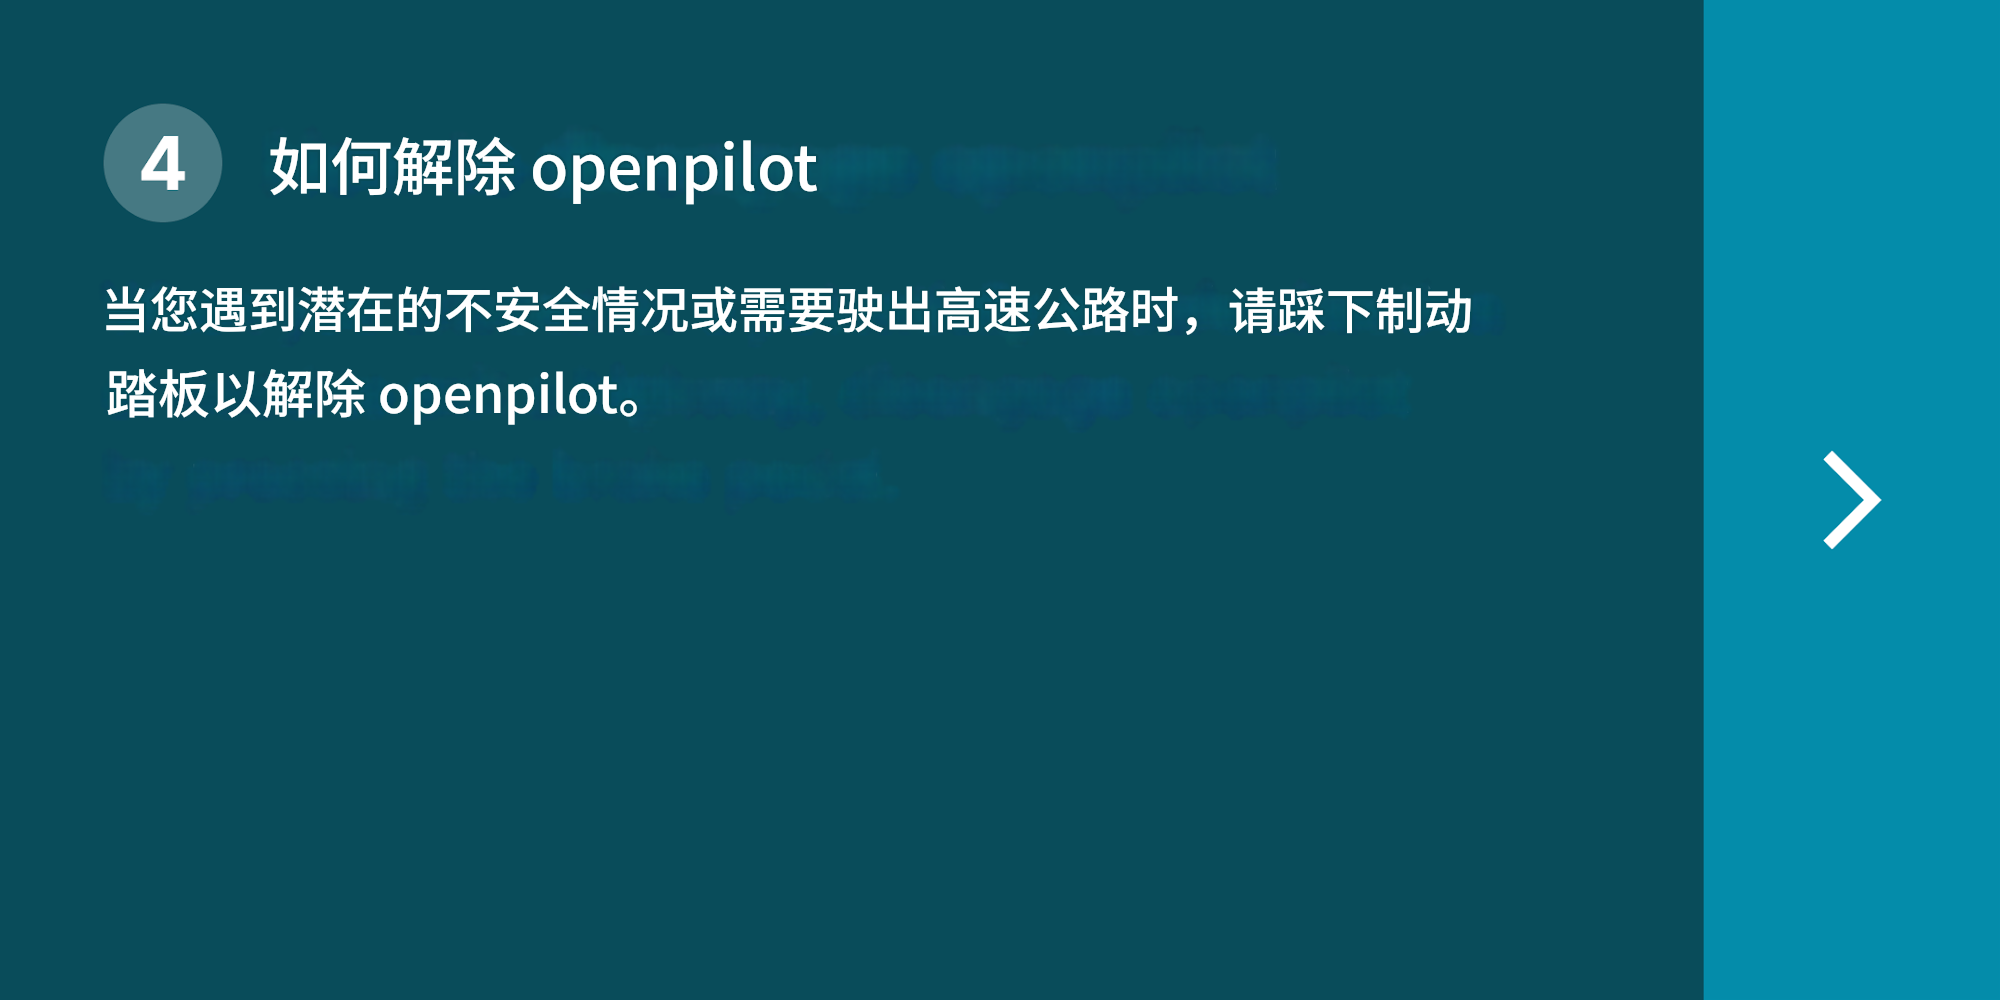 4 如何解除 openpilot
当您遇到潜在的不安全情况或需要驶出高速公路时，请踩下制动
踏板以解除 openpilot。